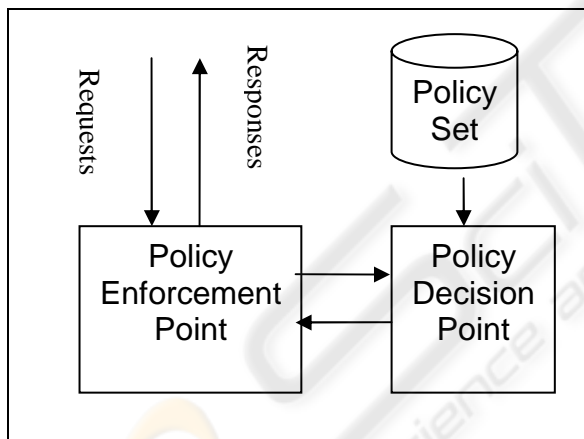 Requests
Responses
Policy
Set
Policy
Enforcement
Point
Policy
Decision
Point